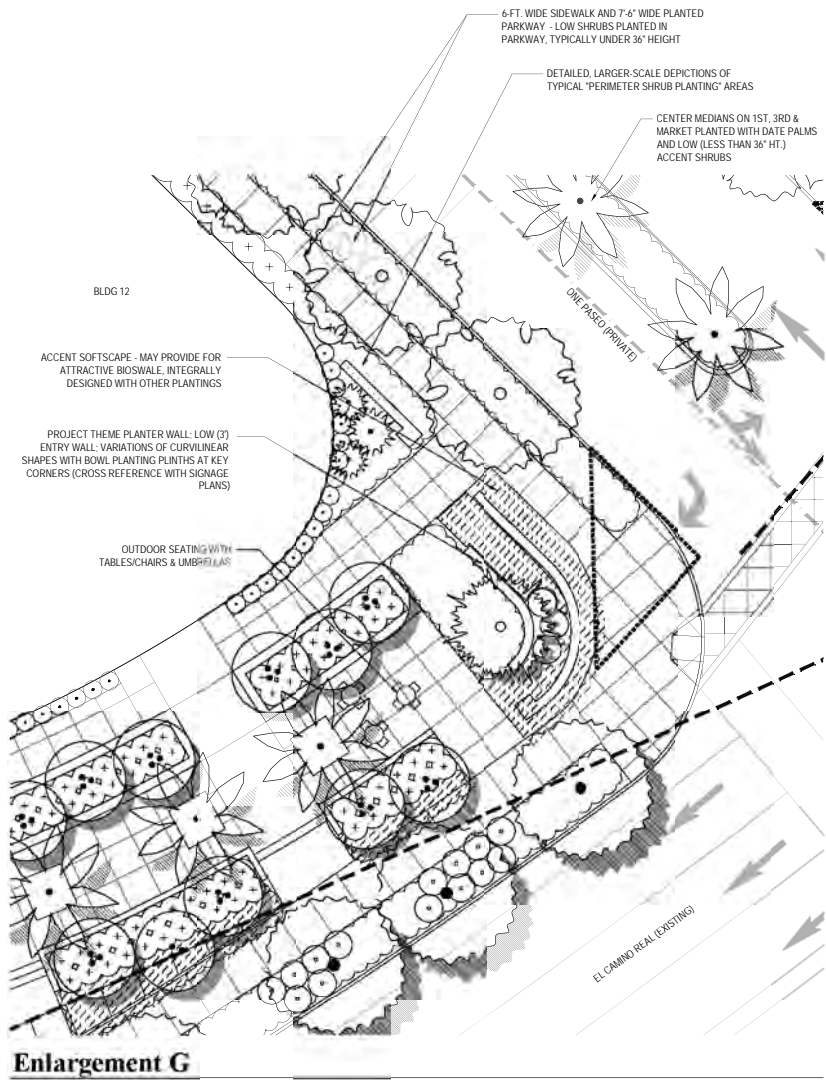 6-FT. WIDE SIDEWALK AND 7'-6" WIDE PLANTED
PARKWAY - LOW SHRUBS PLANTED IN
PARKWAY, TYPICALLY UNDER 36" HEIGHT
DETAILED, LARGER-SCALE DEPICTIONS OF
TYPICAL "PERIMETER SHRUB PLANTING" AREAS
CENTER MEDIANS ON 1ST, 3RD &
MARKET PLANTED WITH DATE PALMS
AND LOW (LESS THAN 36" HT.)
ACCENT SHRUBS
BLDG 12
ONE PASEO (PRIVATE)
ACCENT SOFTSCAPE - MAY PROVIDE FOR
ATTRACTIVE BIOSWALE, INTEGRALLY
DESIGNED WITH OTHER PLANTINGS
PROJECT THEME PLANTER WALL: LOW (3')
ENTRY WALL; VARIATIONS OF CURVILINEAR
SHAPES WITH BOWL PLANTING PLINTHS AT KEY
CORNERS (CROSS REFERENCE WITH SIGNAGE
PLANS)
OUTDOOR SEATING WITH
TABLES/CHAIRS & UMBRELLAS
EL CAMINO REAL (EXISTING)
Enlargement G